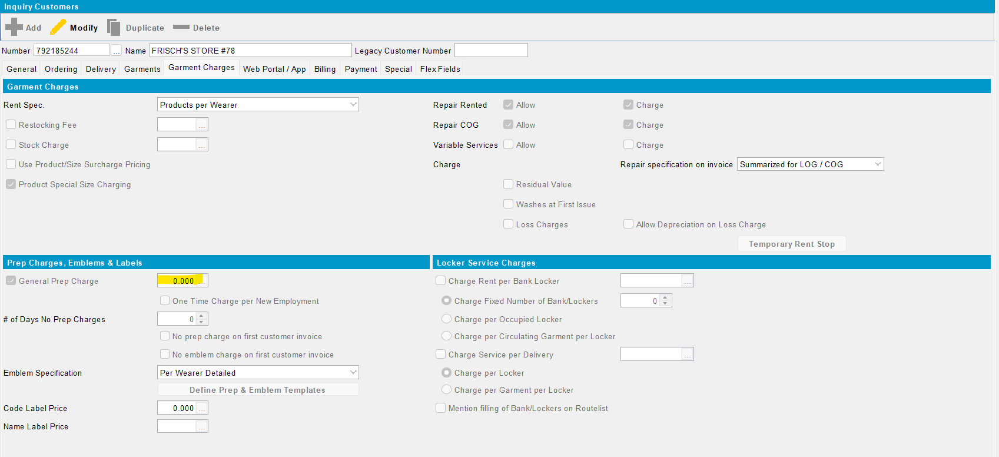 Inquiry Customers
Add Modify Duplicate Delete
Number 792185244 ... Name FRISCH'S STORE #78 Legacy Customer Number
General Ordering Delivery Garments Garment Charges Web Portal / App Billing Payment Special Flex Fields
Garment Charges
Rent Spec. Products per Wearer Repair Rented Allow Charge
Restocking Fee ... Repair COG Allow Charge
Stock Charge ... Variable Services Allow Charge
Use Product/Size Surcharge Pricing Charge Repair specification on invoice Summarized for LOG / COG
Product Special Size Charging Residual Value
Washes at First Issue
Loss Charges Allow Depreciation on Loss Charge
Temporary Rent Stop
Prep Charges, Emblems & Labels Locker Service Charges
General Prep Charge 0.000 ... Charge Rent per Bank Locker ...
One Time Charge per New Employment Charge Fixed Number of Bank/Lockers 0
# of Days No Prep Charges 0 Charge per Occupied Locker
No prep charge on first customer invoice Charge per Circulating Garment per Locker
No emblem charge on first customer invoice Charge Service per Delivery ...
Emblem Specification Per Wearer Detailed Charge per Locker
Define Prep & Emblem Templates Charge per Garment per Locker
Code Label Price 0.000 ... Mention filling of Bank/Lockers on Routelist
Name Label Price ...